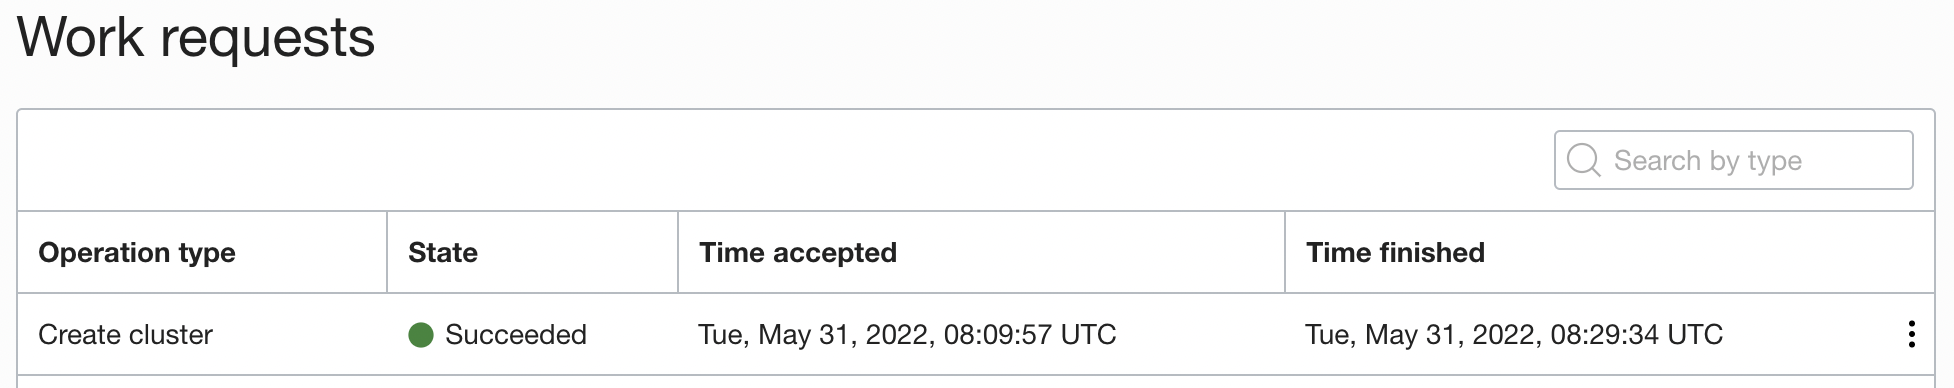 Work requests
Search by type
Operation type State Time accepted Time finished
Create cluster Succeeded Tue, May 31, 2022, 08:09:57 UTC Tue, May 31, 2022, 08:29:34 UTC